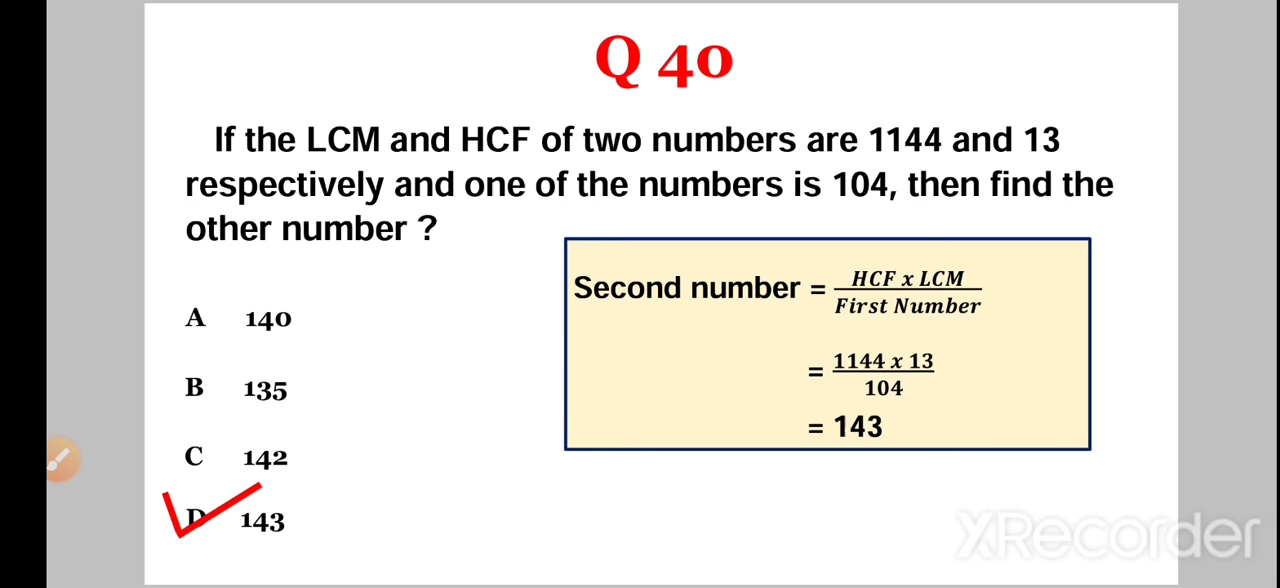 Q 40
If the LCM and HCF of two numbers are 1144 and 13
respectively and one of the numbers is 104, then find the
other number ?
Second number = HCF x LCM / First Number
= 1144 x 13 / 104
= 143
A 140
B 135
C 142
D 143
XRecorder